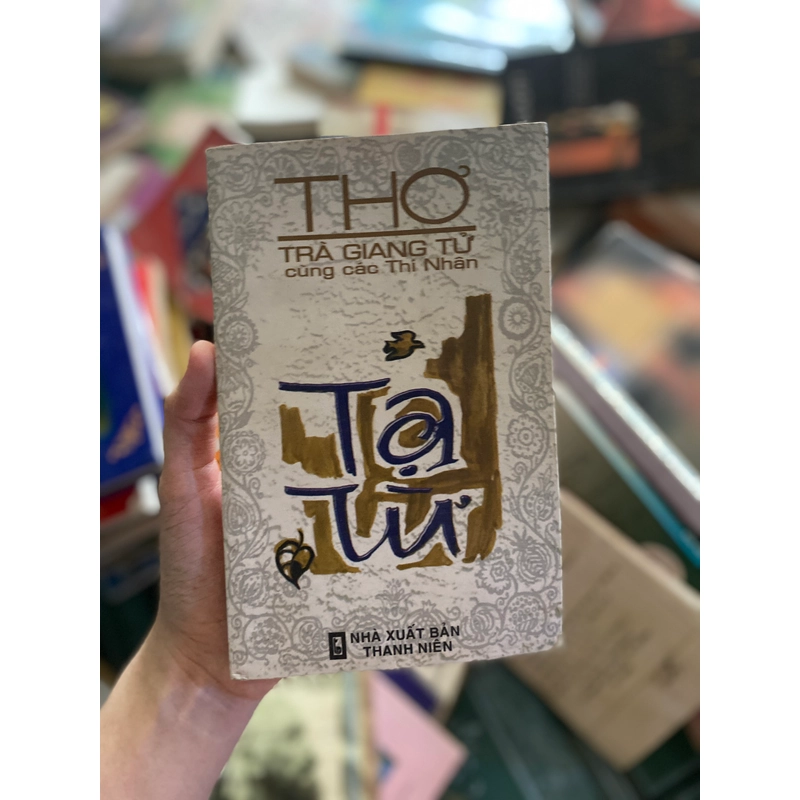 THƠ
TRÀ GIANG TỬ
cùng các Thi Nhân
Tạ
Từ
NHÀ XUẤT BẢN
THANH NIÊN